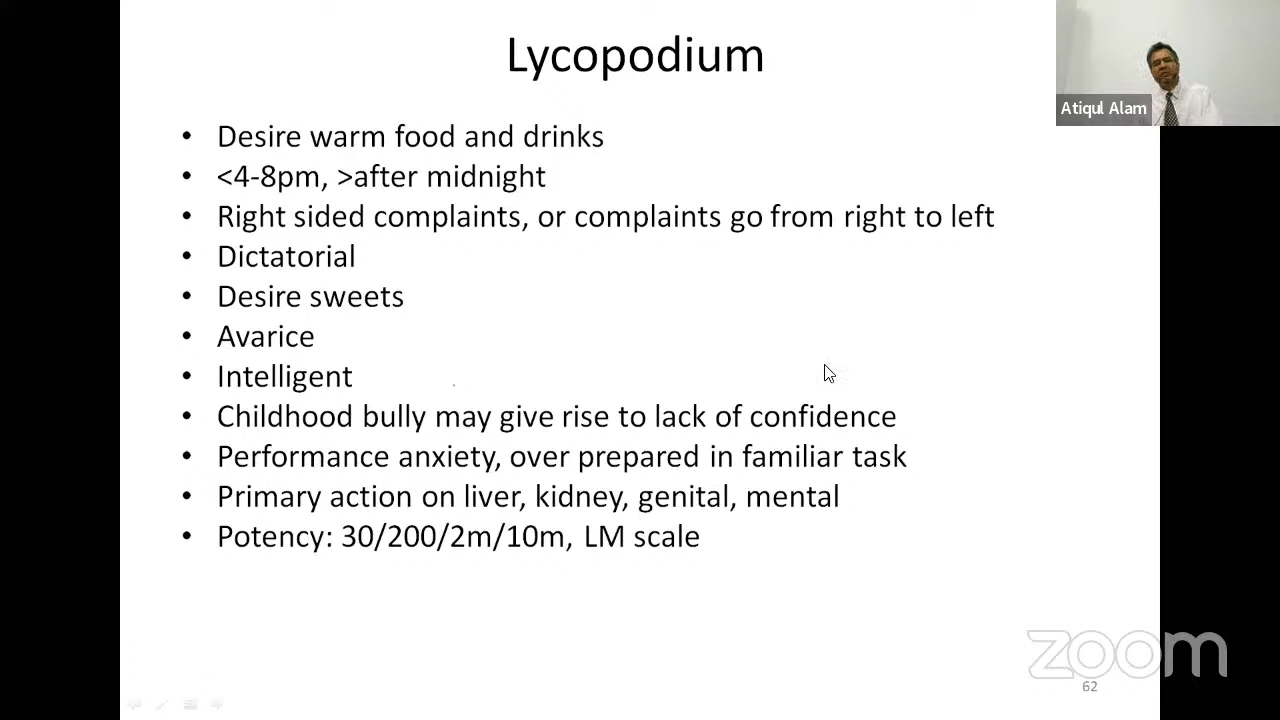 Lycopodium
Atiqul Alam
• Desire warm food and drinks
• <4-8pm, >after midnight
• Right sided complaints, or complaints go from right to left
• Dictatorial
• Desire sweets
• Avarice
• Intelligent
• Childhood bully may give rise to lack of confidence
• Performance anxiety, over prepared in familiar task
• Primary action on liver, kidney, genital, mental
• Potency: 30/200/2m/10m, LM scale
zoom
62